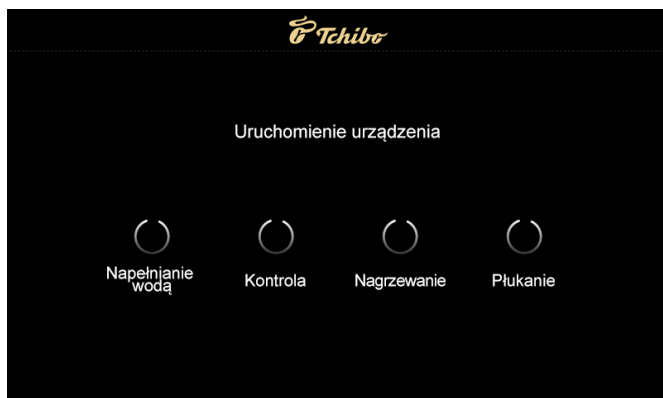 Tchibo
Uruchomienie urządzenia
Napełnianie
wodą
Kontrola
Nagrzewanie
Płukanie